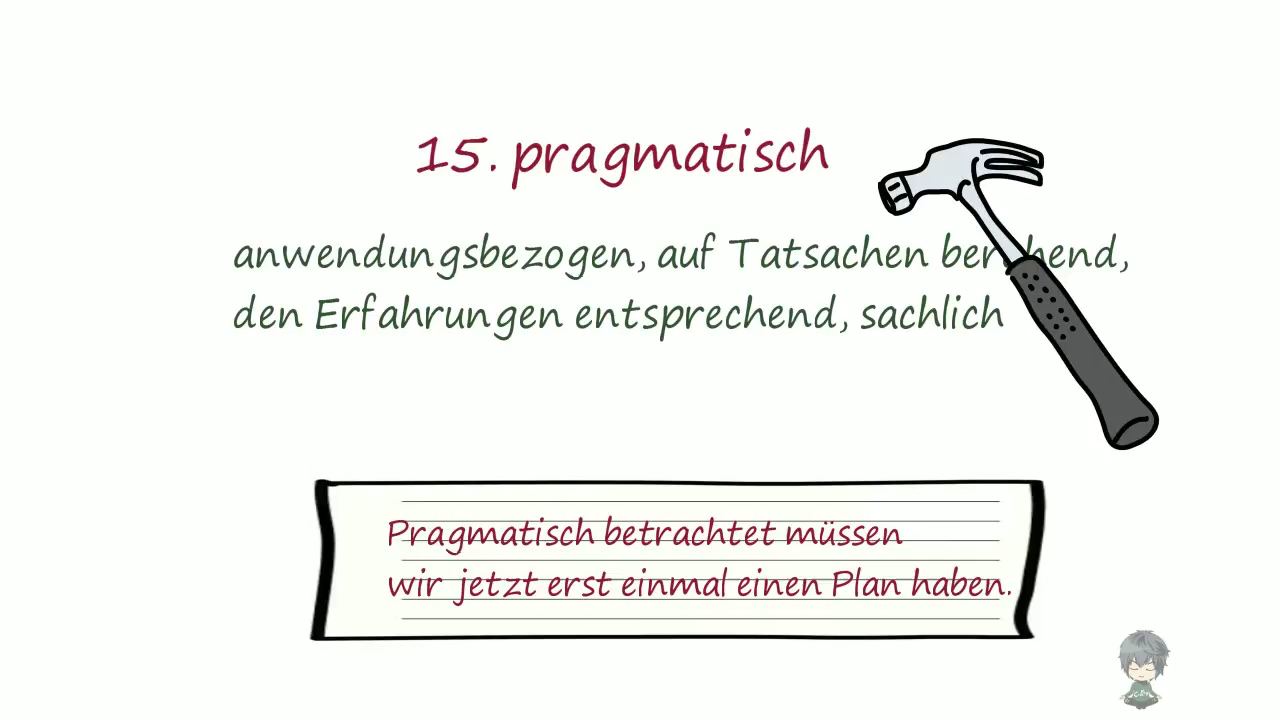 15. pragmatisch
anwendungsbezogen, auf Tatsachen beruhend,
den Erfahrungen entsprechend, sachlich
Pragmatisch betrachtet müssen
wir jetzt erst einmal einen Plan haben.